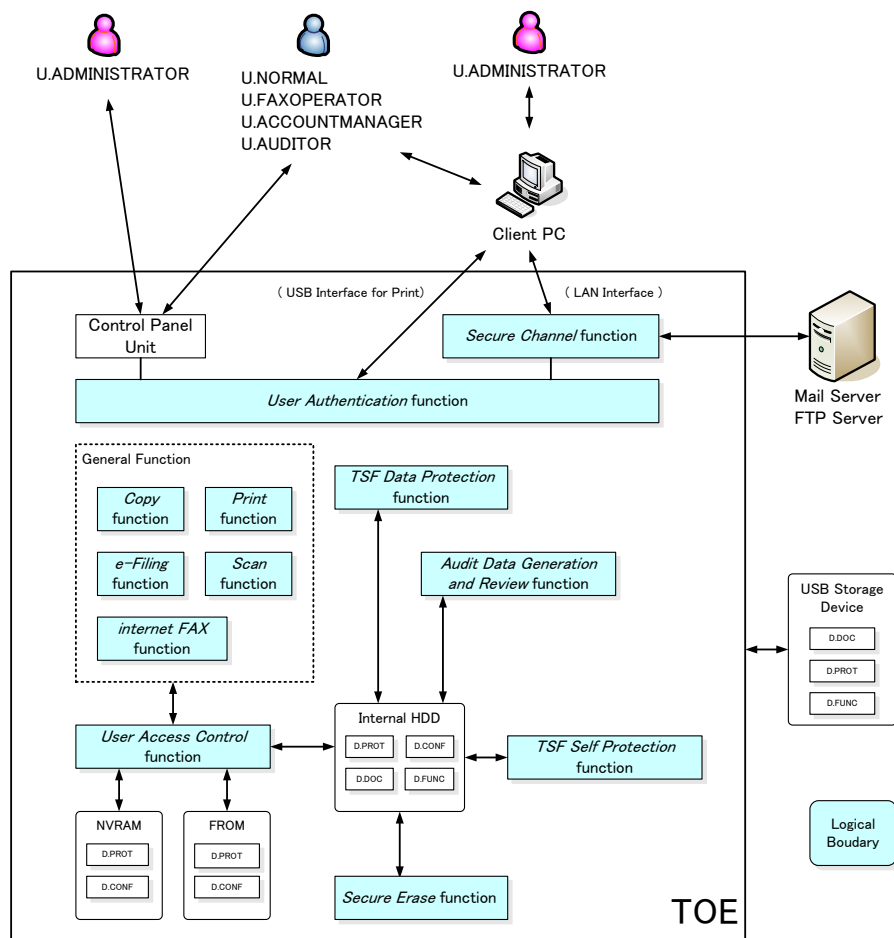 U.ADMINISTRATOR
U.NORMAL
U.FAXOPERATOR
U.ACCOUNTMANAGER
U.AUDITOR
U.ADMINISTRATOR
Client PC
( USB Interface for Print)
( LAN Interface )
Control Panel
Unit
Secure Channel function
User Authentication function
Mail Server
FTP Server
General Function
Copy
function
Print
function
e-Filing
function
Scan
function
internet FAX
function
TSF Data Protection
function
Audit Data Generation
and Review function
USB Storage
Device
D.DOC
D.PROT
D.FUNC
User Access Control
function
Internal HDD
D.PROT
D.CONF
D.DOC
D.FUNC
TSF Self Protection
function
NVRAM
D.PROT
D.CONF
FROM
D.PROT
D.CONF
Secure Erase function
Logical
Boudary
TOE